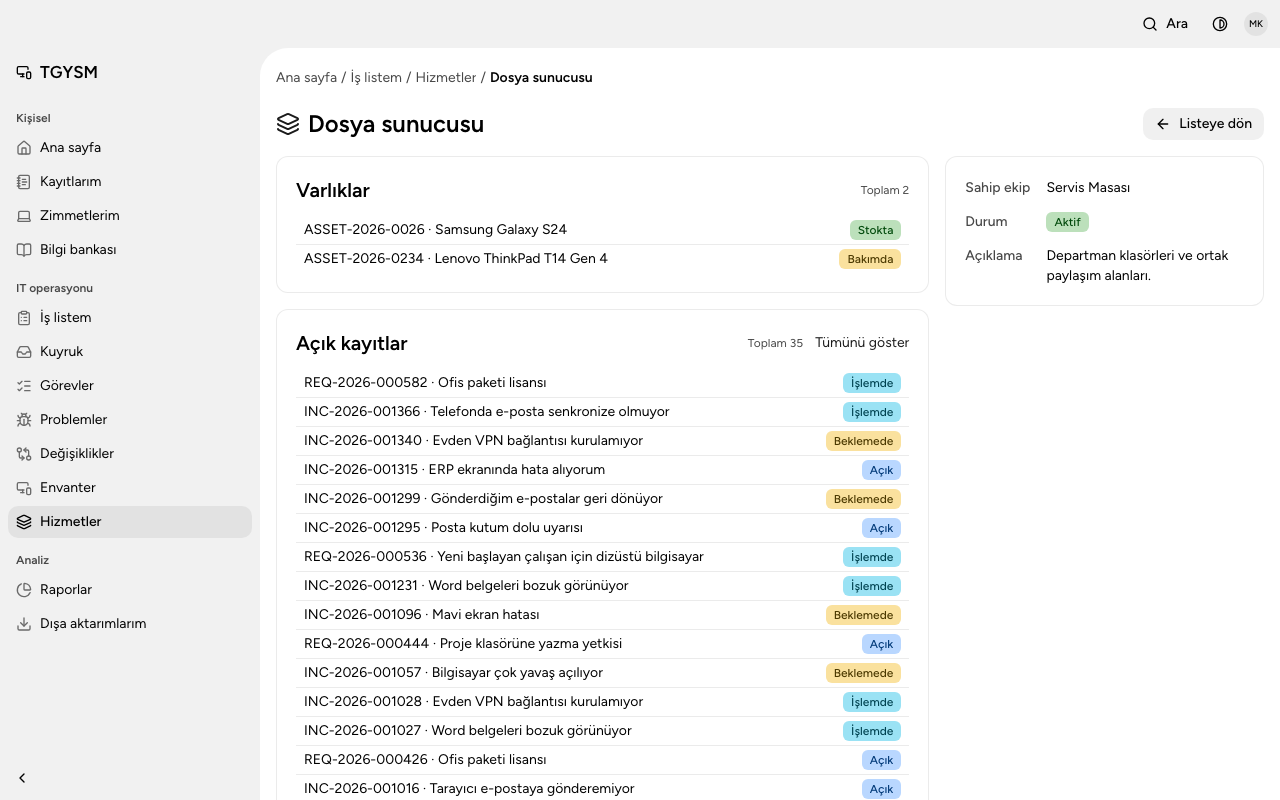 Ara
MK
TGYSM
Kişisel
Ana sayfa
Kayıtlarım
Zimmetlerim
Bilgi bankası
IT operasyonu
İş listem
Kuyruk
Görevler
Problemler
Değişiklikler
Envanter
Hizmetler
Analiz
Raporlar
Dışa aktarımlarım
Ana sayfa / İş listem / Hizmetler / Dosya sunucusu
Dosya sunucusu
Listeye dön
Varlıklar
Toplam 2
ASSET-2026-0026 · Samsung Galaxy S24 Stokta
ASSET-2026-0234 · Lenovo ThinkPad T14 Gen 4 Bakımda
Açık kayıtlar
Toplam 35 Tümünü göster
REQ-2026-000582 · Ofis paketi lisansı İşlemde
INC-2026-001366 · Telefonda e-posta senkronize olmuyor İşlemde
INC-2026-001340 · Evden VPN bağlantısı kurulamıyor Beklemede
INC-2026-001315 · ERP ekranında hata alıyorum Açık
INC-2026-001299 · Gönderdiğim e-postalar geri dönüyor Beklemede
INC-2026-001295 · Posta kutum dolu uyarısı Açık
REQ-2026-000536 · Yeni başlayan çalışan için dizüstü bilgisayar İşlemde
INC-2026-001231 · Word belgeleri bozuk görünüyor İşlemde
INC-2026-001096 · Mavi ekran hatası Beklemede
REQ-2026-000444 · Proje klasörüne yazma yetkisi Açık
INC-2026-001057 · Bilgisayar çok yavaş açılıyor Beklemede
INC-2026-001028 · Evden VPN bağlantısı kurulamıyor İşlemde
INC-2026-001027 · Word belgeleri bozuk görünüyor İşlemde
REQ-2026-000426 · Ofis paketi lisansı Açık
INC-2026-001016 · Tarayıcı e-postaya gönderemiyor Açık
Sahip ekip Servis Masası
Durum Aktif
Açıklama Departman klasörleri ve ortak
paylaşım alanları.